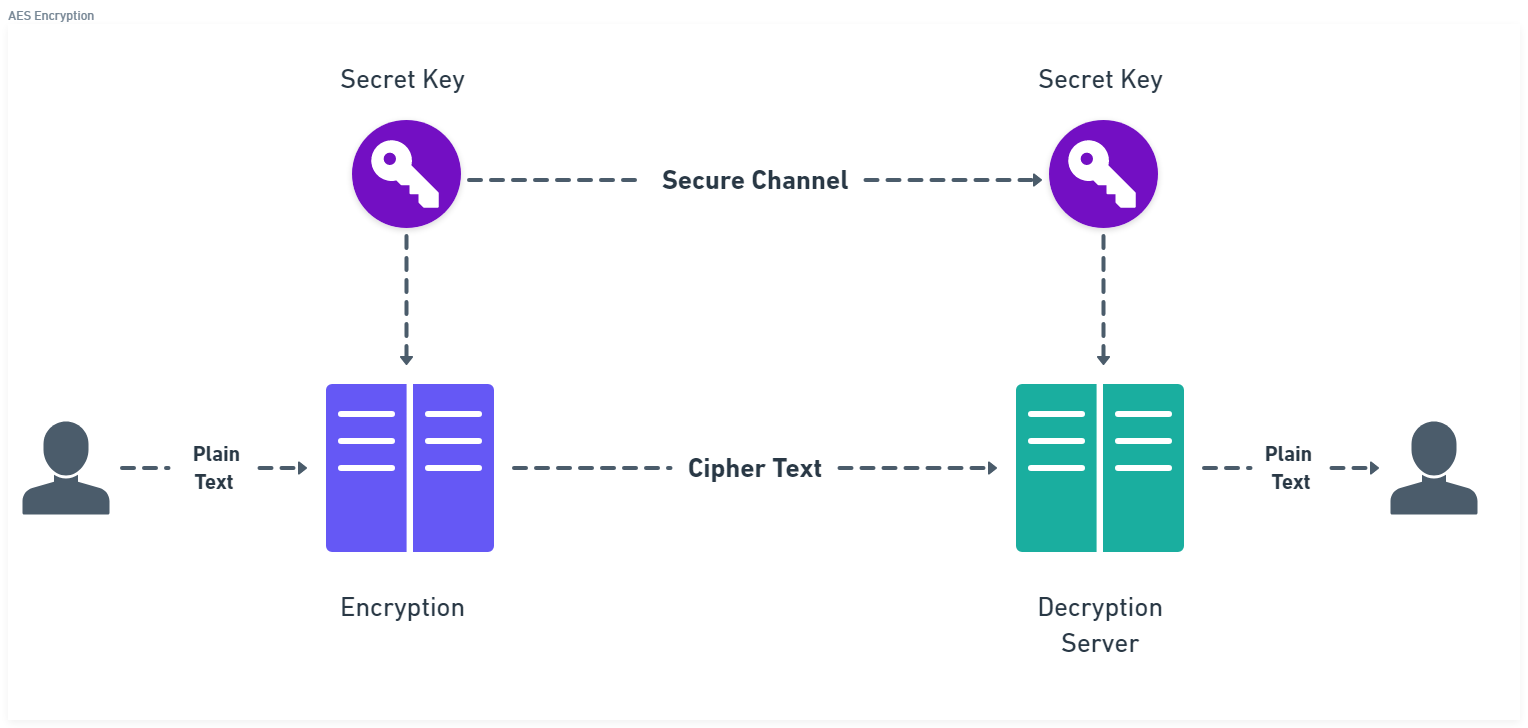 AES Encryption
Secret Key
Secret Key
Secure Channel
Plain
Text
Cipher Text
Plain
Text
Encryption
Decryption
Server